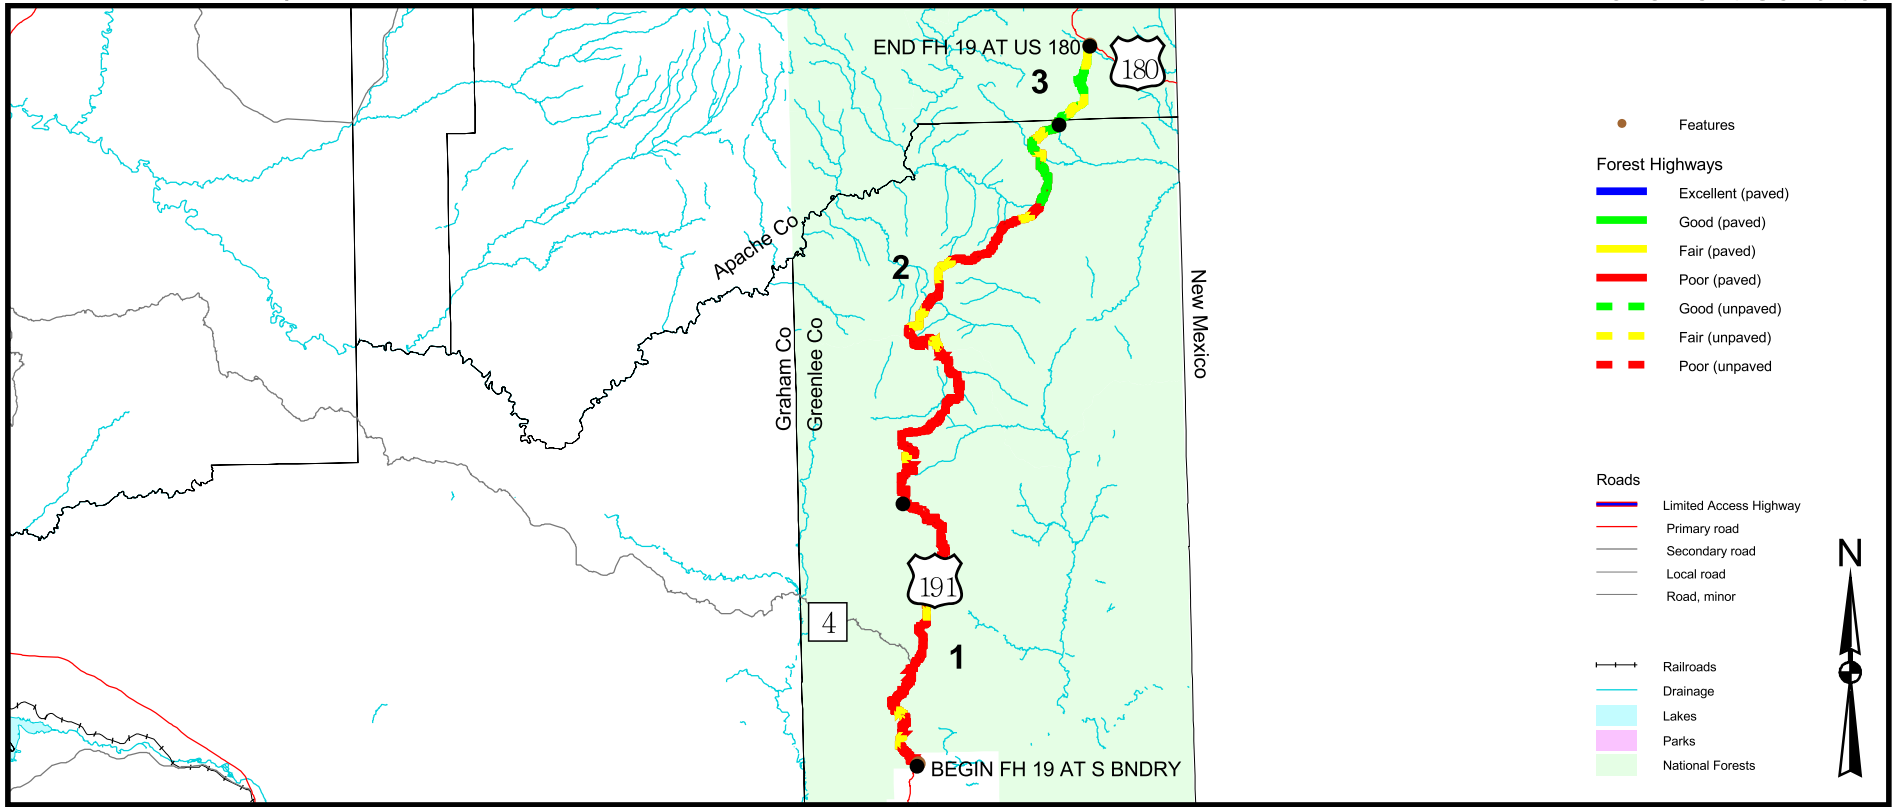 END FH 19 AT US 180
180
3
Apache Co
2
New Mexico
Graham Co
Greenlee Co
191
4
1
BEGIN FH 19 AT S BNDRY
Features
Forest Highways
Excellent (paved)
Good (paved)
Fair (paved)
Poor (paved)
Good (unpaved)
Fair (unpaved)
Poor (unpaved
Roads
Limited Access Highway
Primary road
Secondary road
Local road
Road, minor
Railroads
Drainage
Lakes
Parks
National Forests
N